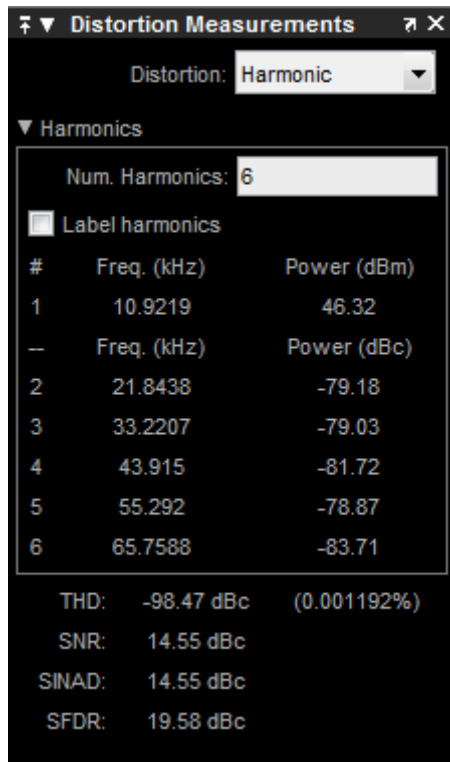 Distortion Measurements
Distortion: Harmonic
Harmonics
Num. Harmonics: 6
Label harmonics
# Freq. (kHz) Power (dBm)
1 10.9219 46.32
-- Freq. (kHz) Power (dBc)
2 21.8438 -79.18
3 33.2207 -79.03
4 43.915 -81.72
5 55.292 -78.87
6 65.7588 -83.71
THD: -98.47 dBc (0.001192%)
SNR: 14.55 dBc
SINAD: 14.55 dBc
SFDR: 19.58 dBc